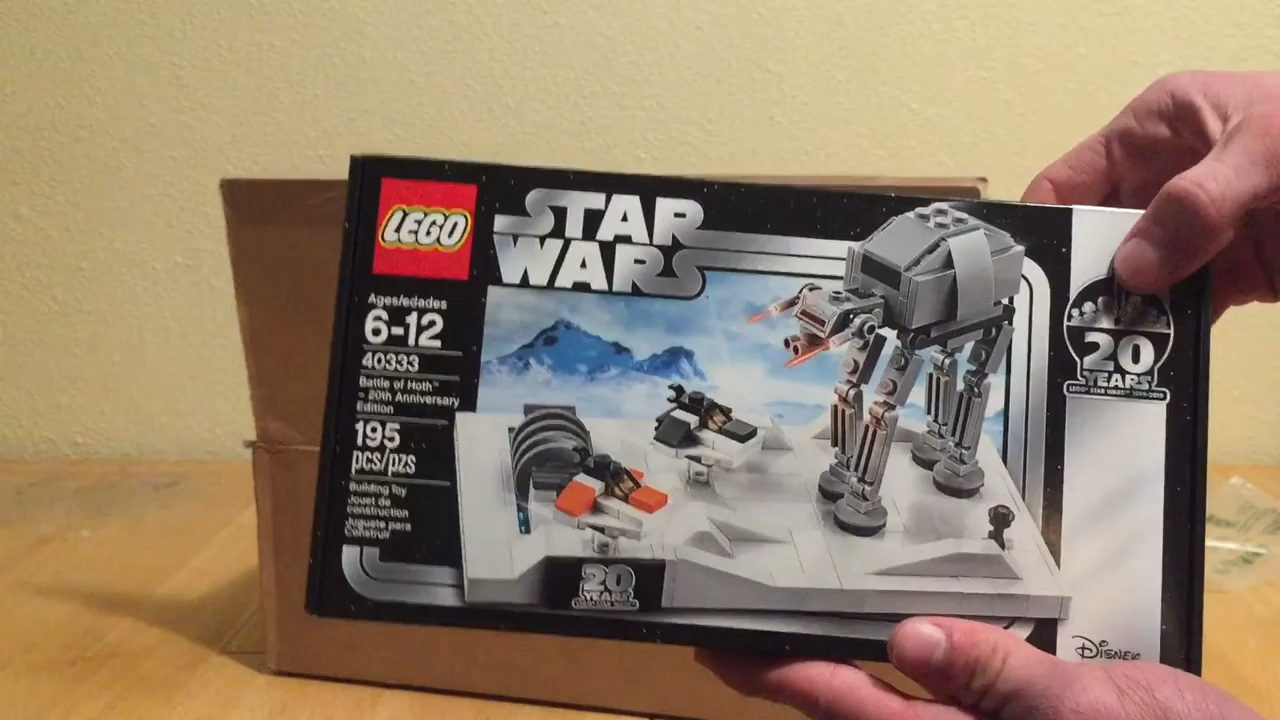 LEGO
STAR
WARS
Ages/edades
6-12
40333
Battle of Hoth™
20th Anniversary
Edition
195
pcs/pzs
Building Toy
Jouet de
construction
Juguete para
Construir
20
YEARS
LEGO® STAR WARS™ 1999-2019
20
YEARS
Disney